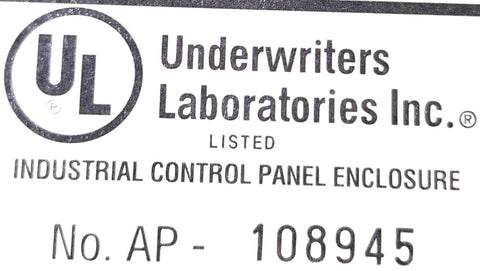 UL ®
Underwriters
Laboratories Inc.®
LISTED
INDUSTRIAL CONTROL PANEL ENCLOSURE
No. AP - 108945